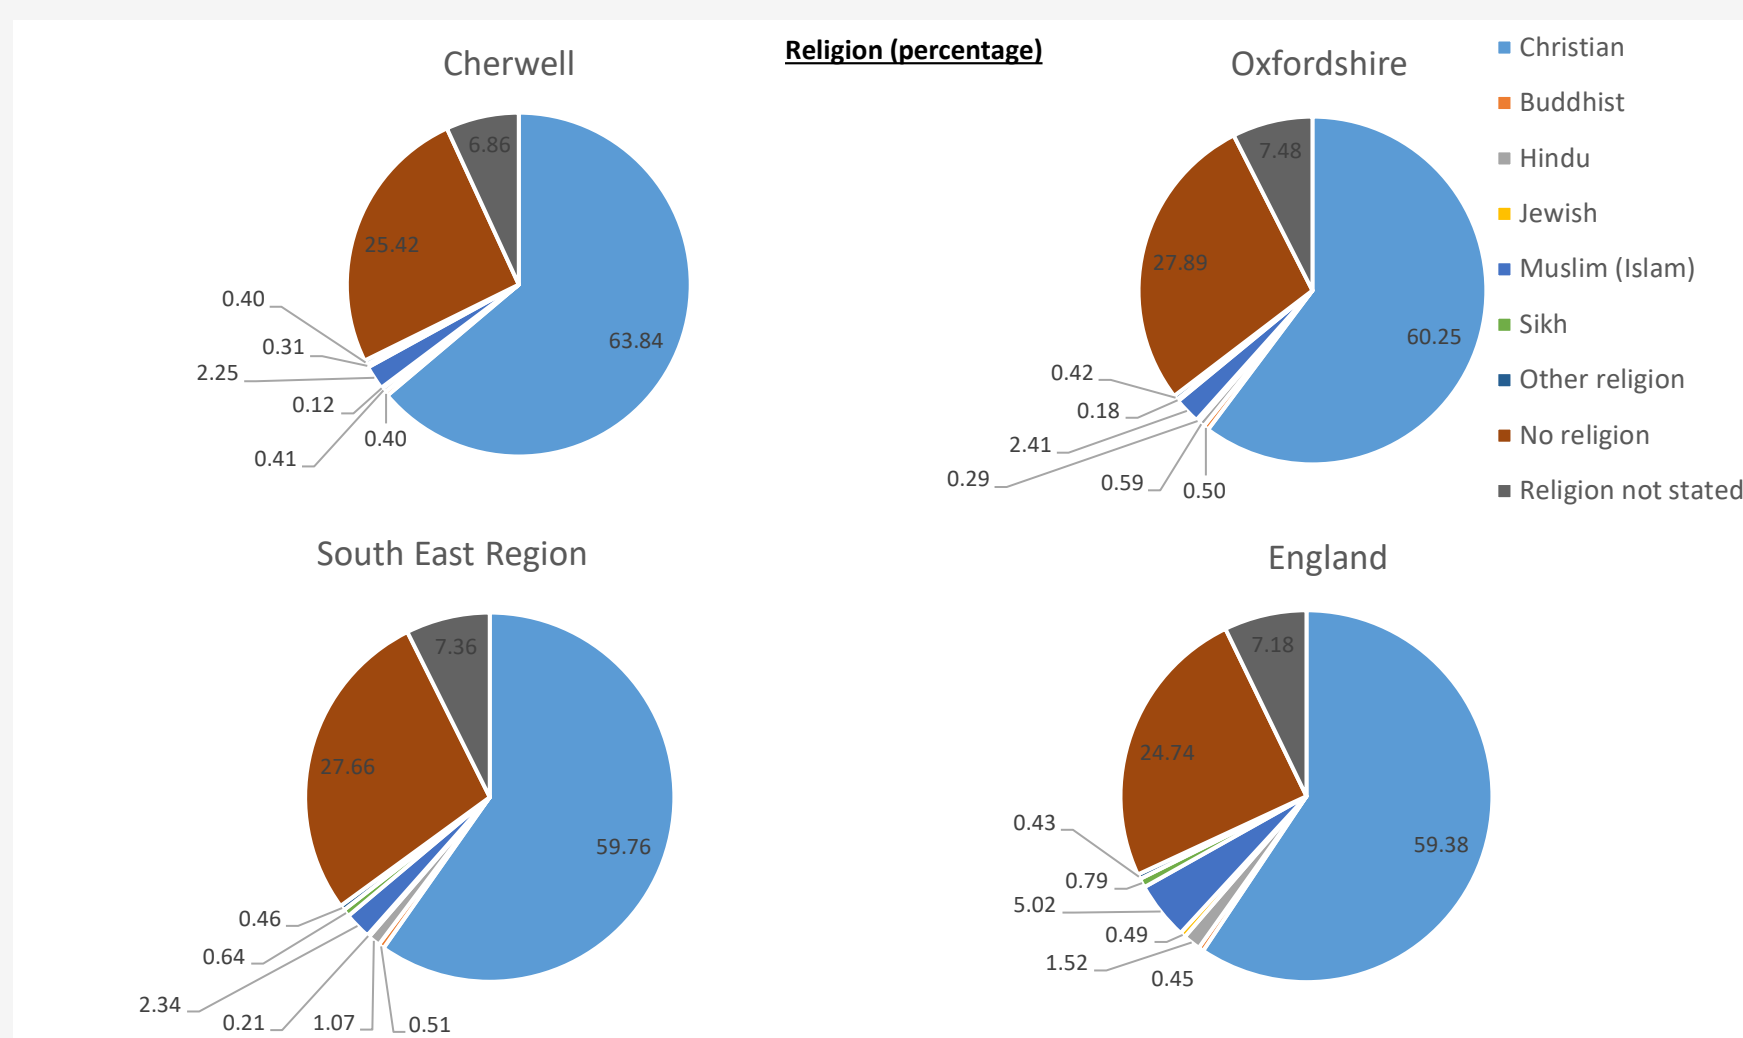 Religion (percentage)
Cherwell
6.86
25.42
0.40
0.31
2.25
0.12
0.41
0.40
63.84
Oxfordshire
7.48
27.89
0.42
0.18
2.41
0.29
0.59
0.50
60.25
Christian
Buddhist
Hindu
Jewish
Muslim (Islam)
Sikh
Other religion
No religion
Religion not stated
South East Region
7.36
27.66
0.46
0.64
2.34
0.21
1.07
0.51
59.76
England
7.18
24.74
0.43
0.79
5.02
0.49
1.52
0.45
59.38